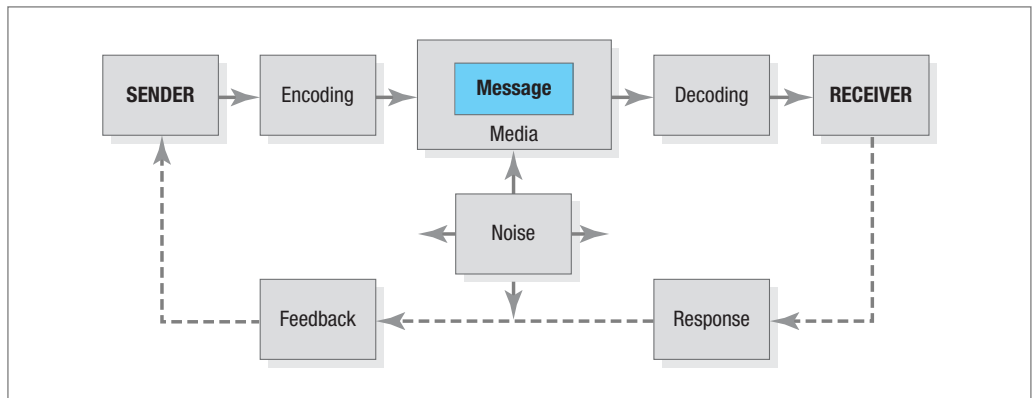 SENDER
Encoding
Message
Media
Decoding
RECEIVER
Noise
Feedback
Response